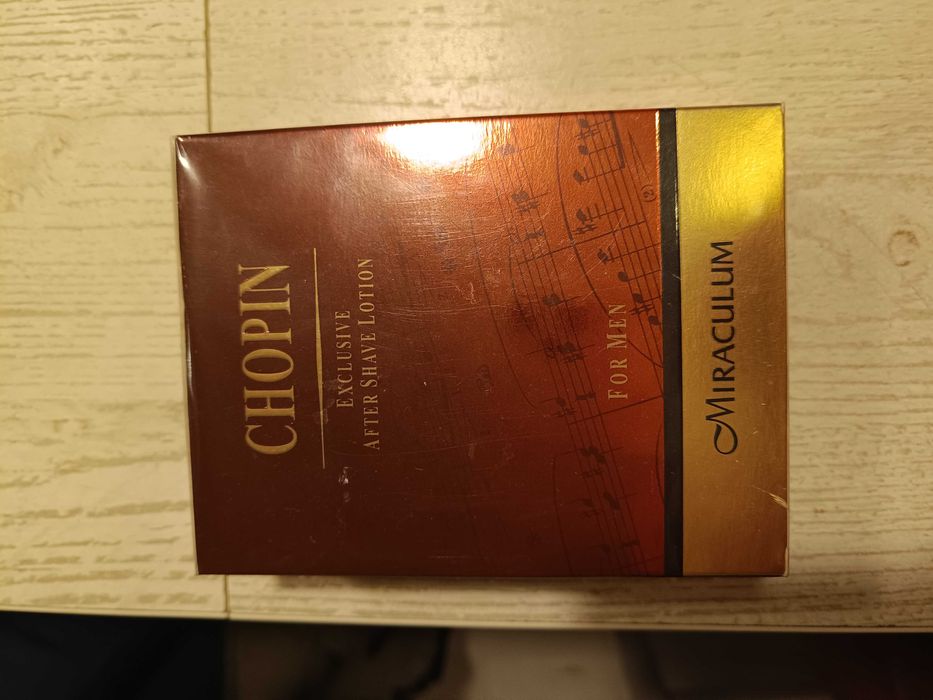 CHOPIN
EXCLUSIVE
AFTER SHAVE LOTION
FOR MEN
MIRACULUM